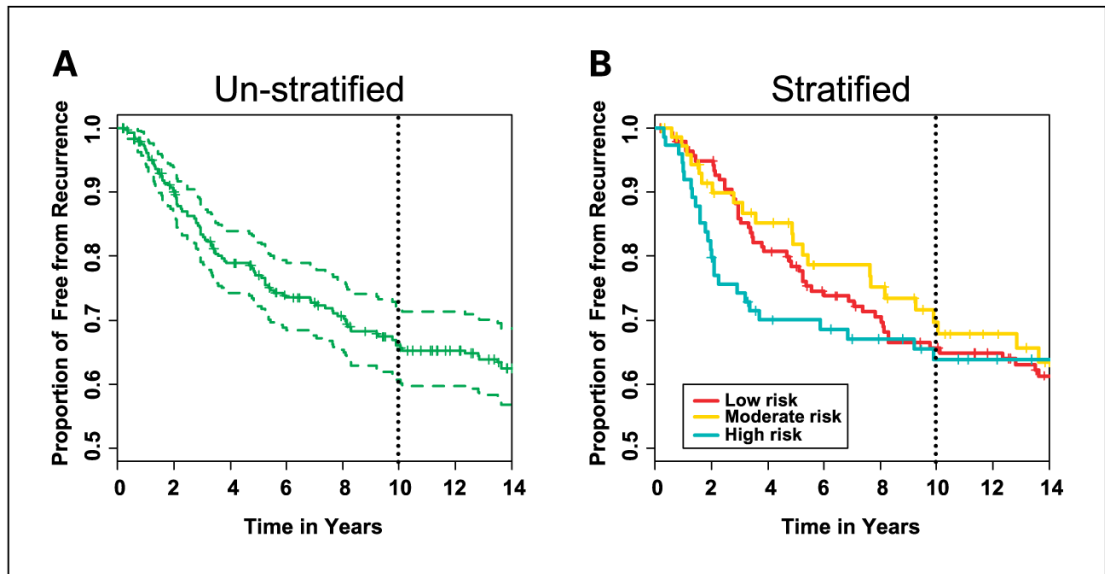 A
Un-stratified
Proportion of Free from Recurrence
1.0
0.9
0.8
0.7
0.6
0.5
0 2 4 6 8 10 12 14
Time in Years
B
Stratified
Proportion of Free from Recurrence
1.0
0.9
0.8
0.7
0.6
0.5
Low risk
Moderate risk
High risk
0 2 4 6 8 10 12 14
Time in Years